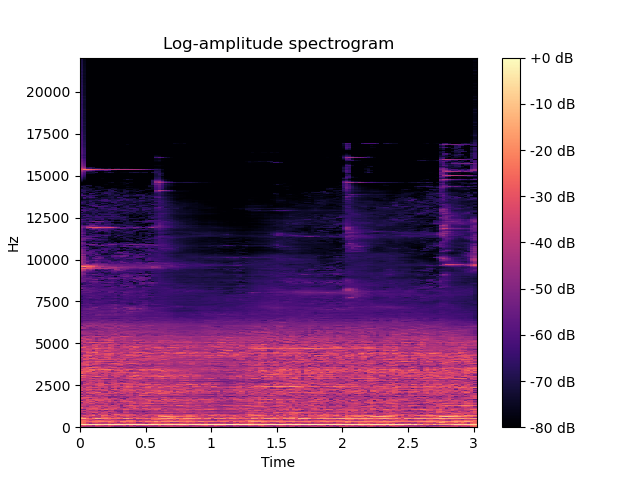 Log-amplitude spectrogram
Hz
20000
17500
15000
12500
10000
7500
5000
2500
0
0 0.5 1 1.5 2 2.5 3
Time
+0 dB
-10 dB
-20 dB
-30 dB
-40 dB
-50 dB
-60 dB
-70 dB
-80 dB